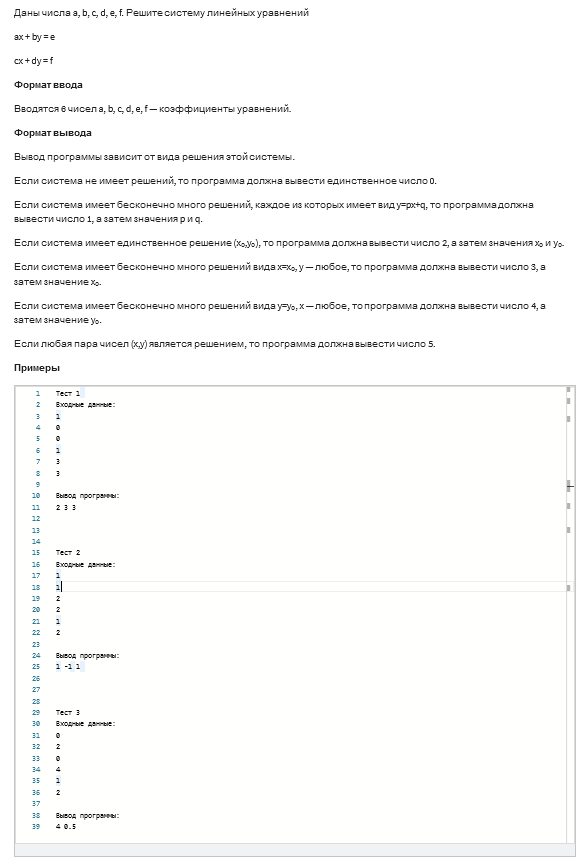 Даны числа a, b, c, d, e, f. Решите систему линейных уравнений
ax + by = e
cx + dy = f
Формат ввода
Вводятся 6 чисел a, b, c, d, e, f — коэффициенты уравнений.
Формат вывода
Вывод программы зависит от вида решения этой системы.
Если система не имеет решений, то программа должна вывести единственное число 0.
Если система имеет бесконечно много решений, каждое из которых имеет вид y=px+q, то программа должна
вывести число 1, а затем значения p и q.
Если система имеет единственное решение (x₀,y₀), то программа должна вывести число 2, а затем значения x₀ и y₀.
Если система имеет бесконечно много решений вида x=x₀, y — любое, то программа должна вывести число 3, а
затем значение x₀.
Если система имеет бесконечно много решений вида y=y₀, x — любое, то программа должна вывести число 4, а
затем значение y₀.
Если любая пара чисел (x,y) является решением, то программа должна вывести число 5.
Примеры
1 Тест 1
2 Входные данные:
3 1
4 0
5 0
6 1
7 3
8 3
9
10 Вывод программы:
11 2 3 3
12
13
14
15 Тест 2
16 Входные данные:
17 1
18 1
19 2
20 2
21 1
22 2
23
24 Вывод программы:
25 1 -1 1
26
27
28
29 Тест 3
30 Входные данные:
31 0
32 2
33 0
34 4
35 1
36 2
37
38 Вывод программы:
39 4 0.5